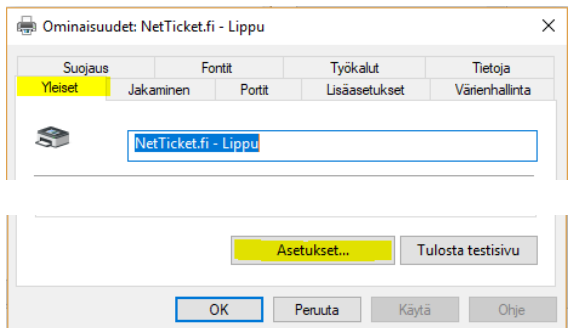 Ominaisuudet: NetTicket.fi - Lippu
Suojaus Fontit Työkalut Tietoja
Yleiset Jakaminen Portit Lisäasetukset Värienhallinta
NetTicket.fi - Lippu
Asetukset... Tulosta testisivu
OK Peruuta Käytä Ohje